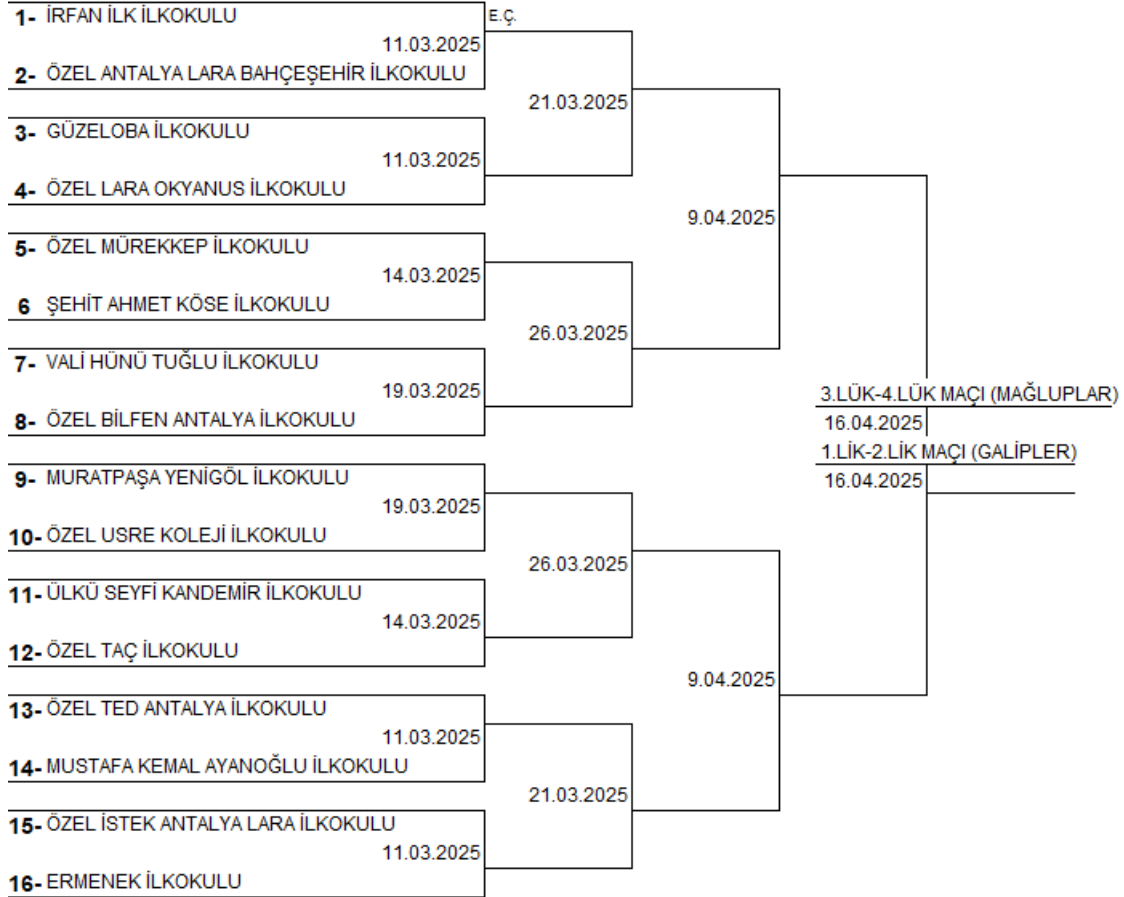 1- İRFAN İLK İLKOKULU
E.Ç.
11.03.2025
2- ÖZEL ANTALYA LARA BAHÇEŞEHİR İLKOKULU
21.03.2025
3- GÜZELOBA İLKOKULU
11.03.2025
4- ÖZEL LARA OKYANUS İLKOKULU
9.04.2025
5- ÖZEL MÜREKKEP İLKOKULU
14.03.2025
6 ŞEHİT AHMET KÖSE İLKOKULU
26.03.2025
7- VALİ HÜNÜ TUĞLU İLKOKULU
19.03.2025
8- ÖZEL BİLFEN ANTALYA İLKOKULU
3.LÜK-4.LÜK MAÇI (MAĞLUPLAR)
16.04.2025
1.LİK-2.LİK MAÇI (GALİPLER)
16.04.2025
9- MURATPAŞA YENİGÖL İLKOKULU
19.03.2025
10- ÖZEL USRE KOLEJİ İLKOKULU
26.03.2025
11- ÜLKÜ SEYFİ KANDEMİR İLKOKULU
14.03.2025
12- ÖZEL TAÇ İLKOKULU
9.04.2025
13- ÖZEL TED ANTALYA İLKOKULU
11.03.2025
14- MUSTAFA KEMAL AYANOĞLU İLKOKULU
21.03.2025
15- ÖZEL İSTEK ANTALYA LARA İLKOKULU
11.03.2025
16- ERMENEK İLKOKULU